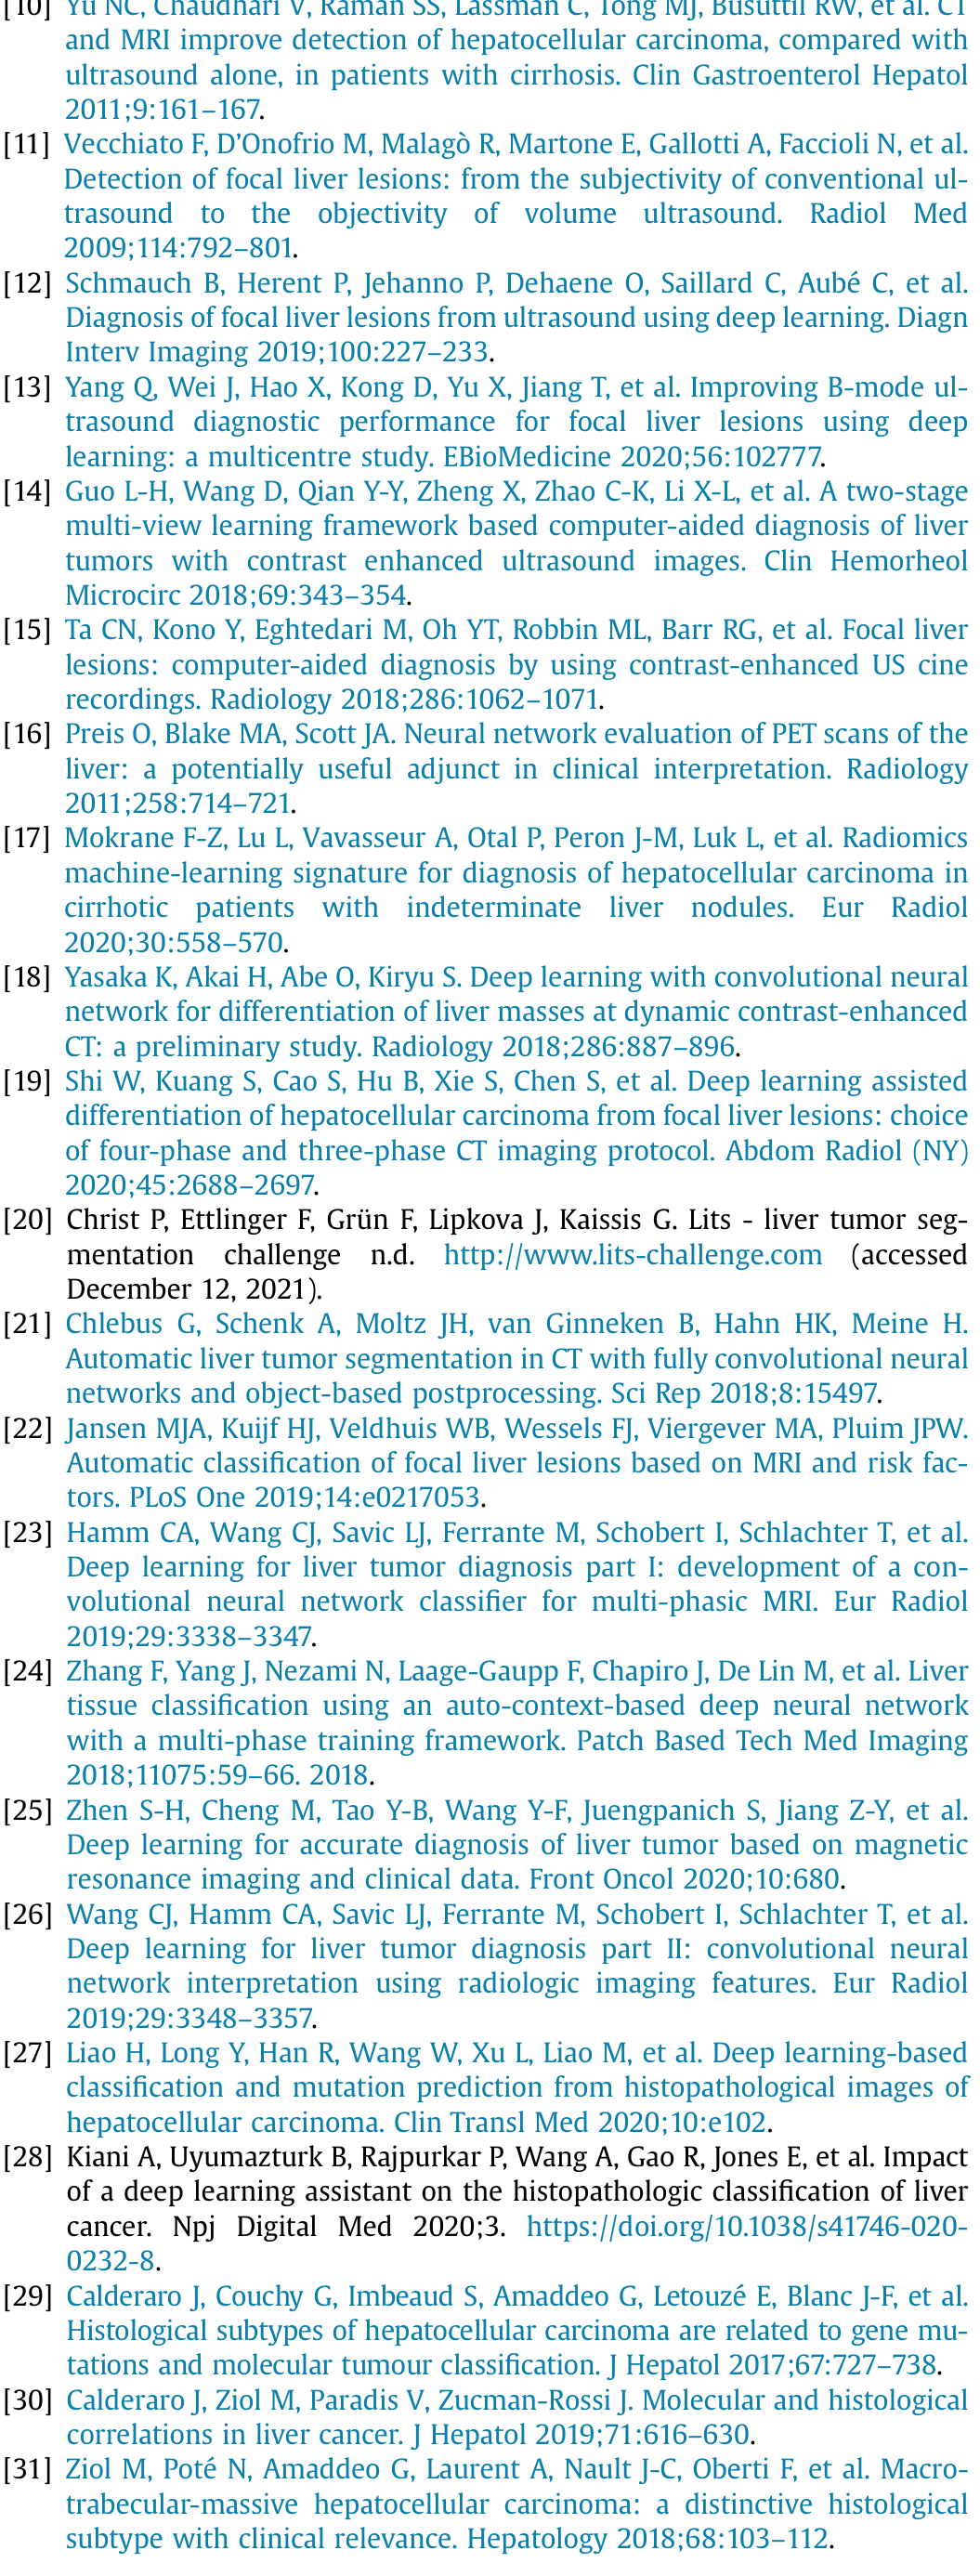 [10] Yu NC, Chaudhari V, Raman SS, Lassman C, Tong MJ, Busuttil RW, et al. CT
and MRI improve detection of hepatocellular carcinoma, compared with
ultrasound alone, in patients with cirrhosis. Clin Gastroenterol Hepatol
2011;9:161–167.
[11] Vecchiato F, D'Onofrio M, Malagò R, Martone E, Gallotti A, Faccioli N, et al.
Detection of focal liver lesions: from the subjectivity of conventional ul-
trasound to the objectivity of volume ultrasound. Radiol Med
2009;114:792–801.
[12] Schmauch B, Herent P, Jehanno P, Dehaene O, Saillard C, Aubé C, et al.
Diagnosis of focal liver lesions from ultrasound using deep learning. Diagn
Interv Imaging 2019;100:227–233.
[13] Yang Q, Wei J, Hao X, Kong D, Yu X, Jiang T, et al. Improving B-mode ul-
trasound diagnostic performance for focal liver lesions using deep
learning: a multicentre study. EBioMedicine 2020;56:102777.
[14] Guo L-H, Wang D, Qian Y-Y, Zheng X, Zhao C-K, Li X-L, et al. A two-stage
multi-view learning framework based computer-aided diagnosis of liver
tumors with contrast enhanced ultrasound images. Clin Hemorheol
Microcirc 2018;69:343–354.
[15] Ta CN, Kono Y, Eghtedari M, Oh YT, Robbin ML, Barr RG, et al. Focal liver
lesions: computer-aided diagnosis by using contrast-enhanced US cine
recordings. Radiology 2018;286:1062–1071.
[16] Preis O, Blake MA, Scott JA. Neural network evaluation of PET scans of the
liver: a potentially useful adjunct in clinical interpretation. Radiology
2011;258:714–721.
[17] Mokrane F-Z, Lu L, Vavasseur A, Otal P, Peron J-M, Luk L, et al. Radiomics
machine-learning signature for diagnosis of hepatocellular carcinoma in
cirrhotic patients with indeterminate liver nodules. Eur Radiol
2020;30:558–570.
[18] Yasaka K, Akai H, Abe O, Kiryu S. Deep learning with convolutional neural
network for differentiation of liver masses at dynamic contrast-enhanced
CT: a preliminary study. Radiology 2018;286:887–896.
[19] Shi W, Kuang S, Cao S, Hu B, Xie S, Chen S, et al. Deep learning assisted
differentiation of hepatocellular carcinoma from focal liver lesions: choice
of four-phase and three-phase CT imaging protocol. Abdom Radiol (NY)
2020;45:2688–2697.
[20] Christ P, Ettlinger F, Grün F, Lipkova J, Kaissis G. Lits - liver tumor seg-
mentation challenge n.d. http://www.lits-challenge.com (accessed
December 12, 2021).
[21] Chlebus G, Schenk A, Moltz JH, van Ginneken B, Hahn HK, Meine H.
Automatic liver tumor segmentation in CT with fully convolutional neural
networks and object-based postprocessing. Sci Rep 2018;8:15497.
[22] Jansen MJA, Kuijf HJ, Veldhuis WB, Wessels FJ, Viergever MA, Pluim JPW.
Automatic classification of focal liver lesions based on MRI and risk fac-
tors. PLoS One 2019;14:e0217053.
[23] Hamm CA, Wang CJ, Savic LJ, Ferrante M, Schobert I, Schlachter T, et al.
Deep learning for liver tumor diagnosis part I: development of a con-
volutional neural network classifier for multi-phasic MRI. Eur Radiol
2019;29:3338–3347.
[24] Zhang F, Yang J, Nezami N, Laage-Gaupp F, Chapiro J, De Lin M, et al. Liver
tissue classification using an auto-context-based deep neural network
with a multi-phase training framework. Patch Based Tech Med Imaging
2018;11075:59–66. 2018.
[25] Zhen S-H, Cheng M, Tao Y-B, Wang Y-F, Juengpanich S, Jiang Z-Y, et al.
Deep learning for accurate diagnosis of liver tumor based on magnetic
resonance imaging and clinical data. Front Oncol 2020;10:680.
[26] Wang CJ, Hamm CA, Savic LJ, Ferrante M, Schobert I, Schlachter T, et al.
Deep learning for liver tumor diagnosis part II: convolutional neural
network interpretation using radiologic imaging features. Eur Radiol
2019;29:3348–3357.
[27] Liao H, Long Y, Han R, Wang W, Xu L, Liao M, et al. Deep learning-based
classification and mutation prediction from histopathological images of
hepatocellular carcinoma. Clin Transl Med 2020;10:e102.
[28] Kiani A, Uyumazturk B, Rajpurkar P, Wang A, Gao R, Jones E, et al. Impact
of a deep learning assistant on the histopathologic classification of liver
cancer. Npj Digital Med 2020;3. https://doi.org/10.1038/s41746-020-
0232-8.
[29] Calderaro J, Couchy G, Imbeaud S, Amaddeo G, Letouzé E, Blanc J-F, et al.
Histological subtypes of hepatocellular carcinoma are related to gene mu-
tations and molecular tumour classification. J Hepatol 2017;67:727–738.
[30] Calderaro J, Ziol M, Paradis V, Zucman-Rossi J. Molecular and histological
correlations in liver cancer. J Hepatol 2019;71:616–630.
[31] Ziol M, Poté N, Amaddeo G, Laurent A, Nault J-C, Oberti F, et al. Macro-
trabecular-massive hepatocellular carcinoma: a distinctive histological
subtype with clinical relevance. Hepatology 2018;68:103–112.